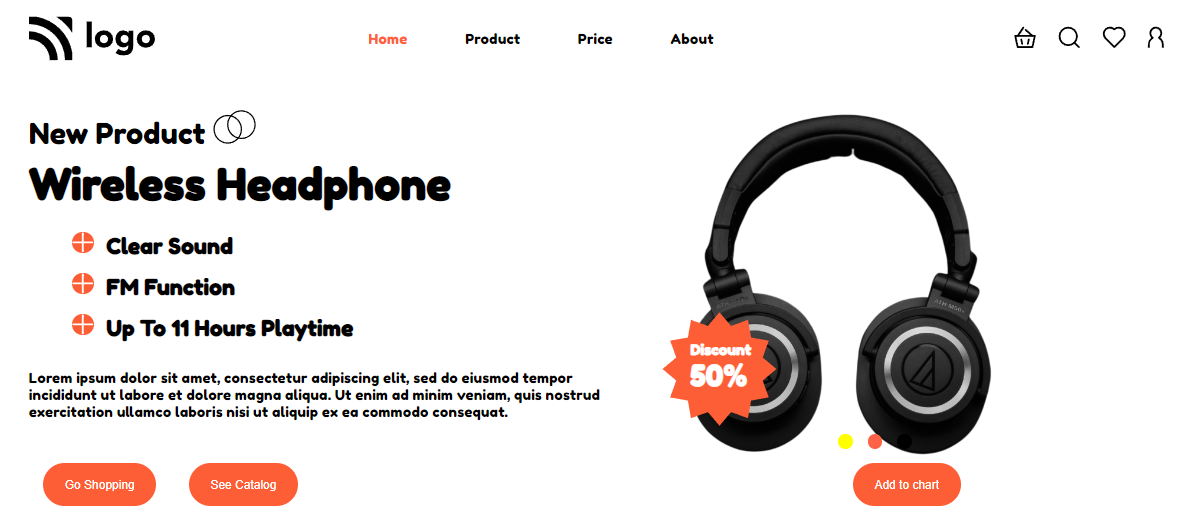 logo
Home Product Price About
New Product
Wireless Headphone
Clear Sound
FM Function
Up To 11 Hours Playtime
Lorem ipsum dolor sit amet, consectetur adipiscing elit, sed do eiusmod tempor
incididunt ut labore et dolore magna aliqua. Ut enim ad minim veniam, quis nostrud
exercitation ullamco laboris nisi ut aliquip ex ea commodo consequat.
Go Shopping See Catalog
Discount
50%
Add to chart